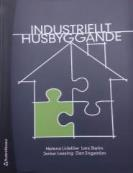 INDUSTRIELLT
HUSBYGGANDE
Helena Lidelöw Lars Stehn
Jerker Lessing Dan Engström